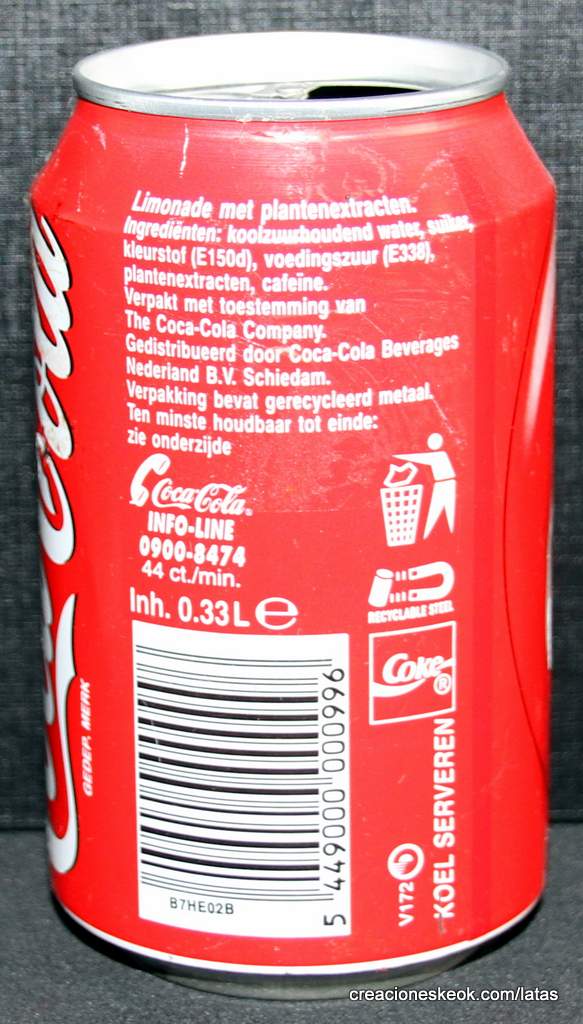 Limonade met plantenextracten.
Ingrediënten: koolzuurhoudend water, suiker,
kleurstof (E150d), voedingszuur (E338),
plantenextracten, cafeïne.
Verpakt met toestemming van
The Coca-Cola Company.
Gedistribueerd door Coca-Cola Beverages
Nederland B.V. Schiedam.
Verpakking bevat gerecycleerd metaal.
Ten minste houdbaar tot einde:
zie onderzijde
Coca-Cola®
INFO-LINE
0900-8474
44 ct./min.
Inh. 0.33L e
RECYCLABLE STEEL
Coke®
KOEL SERVEREN
V172
5 449000 000996
B7HE02B
GEDEP. MERK
creacioneskeok.com/latas